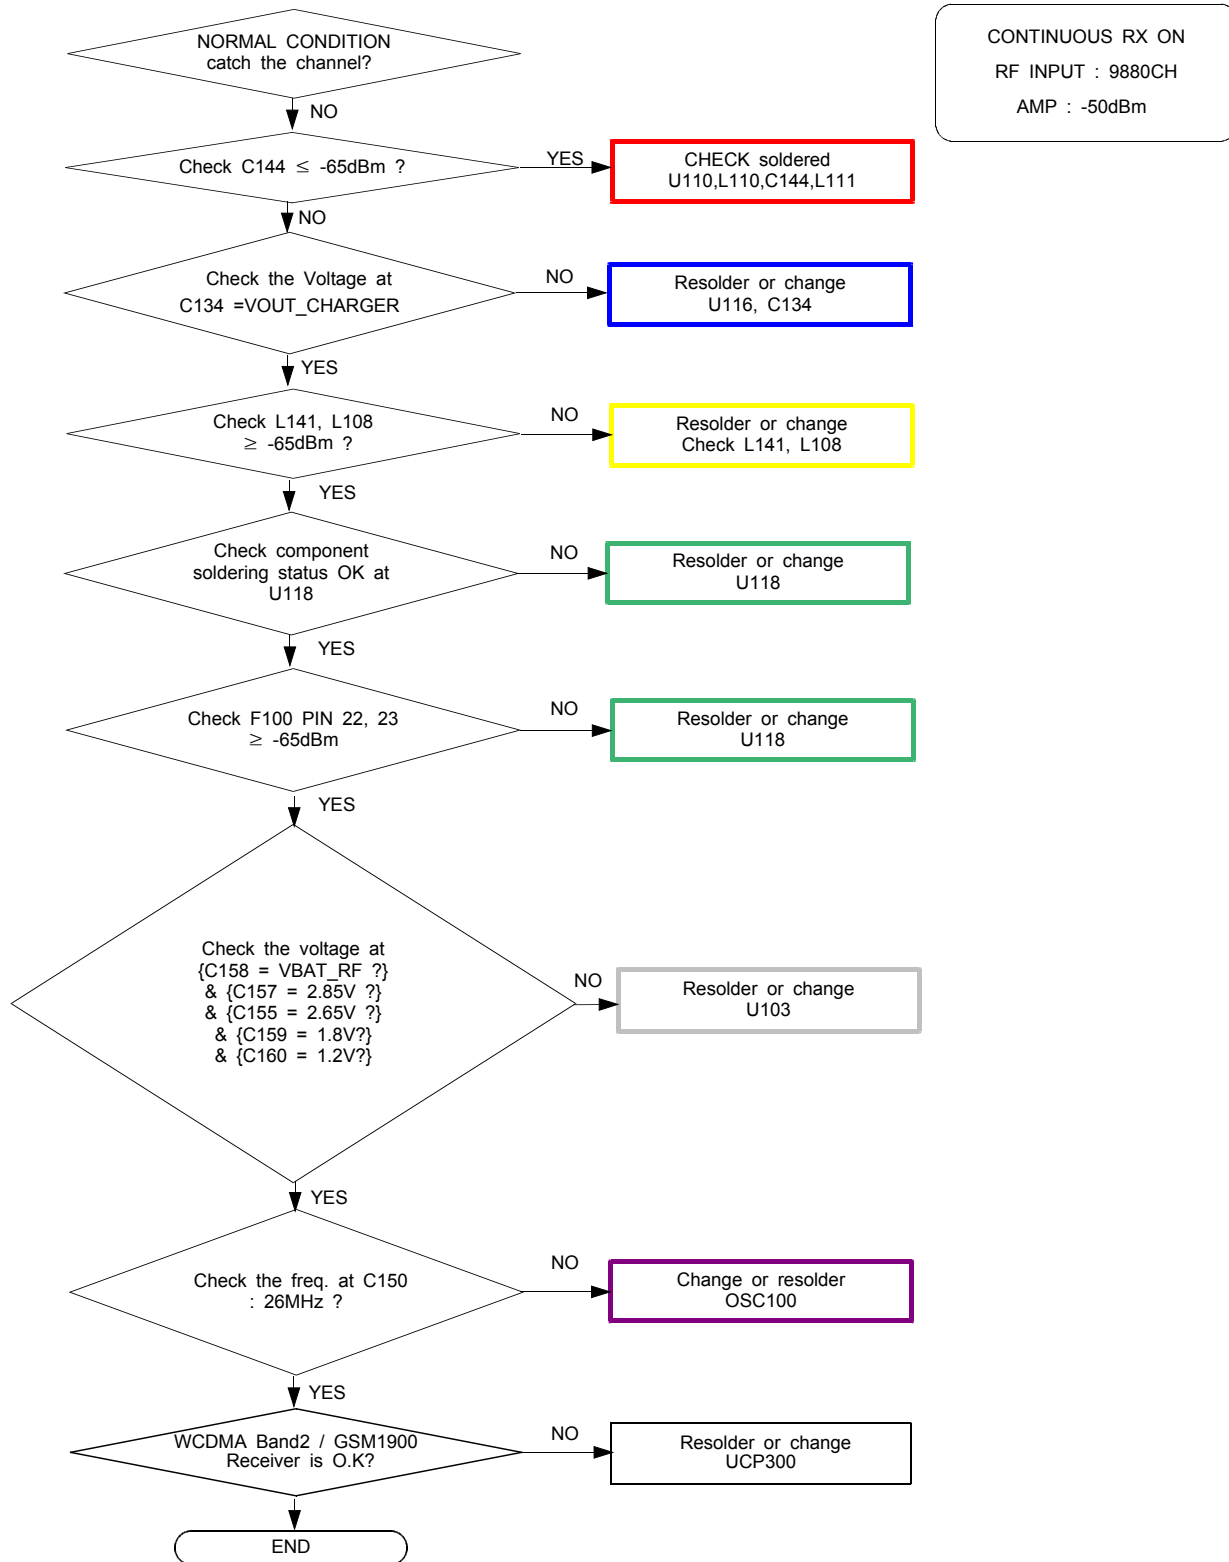 NORMAL CONDITION
catch the channel?
CONTINUOUS RX ON
RF INPUT : 9880CH
AMP : -50dBm
NO
Check C144 ≤ -65dBm ?
YES
CHECK soldered
U110,L110,C144,L111
NO
Check the Voltage at
C134 =VOUT_CHARGER
NO
Resolder or change
U116, C134
YES
Check L141, L108
≥ -65dBm ?
NO
Resolder or change
Check L141, L108
YES
Check component
soldering status OK at
U118
NO
Resolder or change
U118
YES
Check F100 PIN 22, 23
≥ -65dBm
NO
Resolder or change
U118
YES
Check the voltage at
{C158 = VBAT_RF ?}
& {C157 = 2.85V ?}
& {C155 = 2.65V ?}
& {C159 = 1.8V?}
& {C160 = 1.2V?}
NO
Resolder or change
U103
YES
Check the freq. at C150
: 26MHz ?
NO
Change or resolder
OSC100
YES
WCDMA Band2 / GSM1900
Receiver is O.K?
NO
Resolder or change
UCP300
END